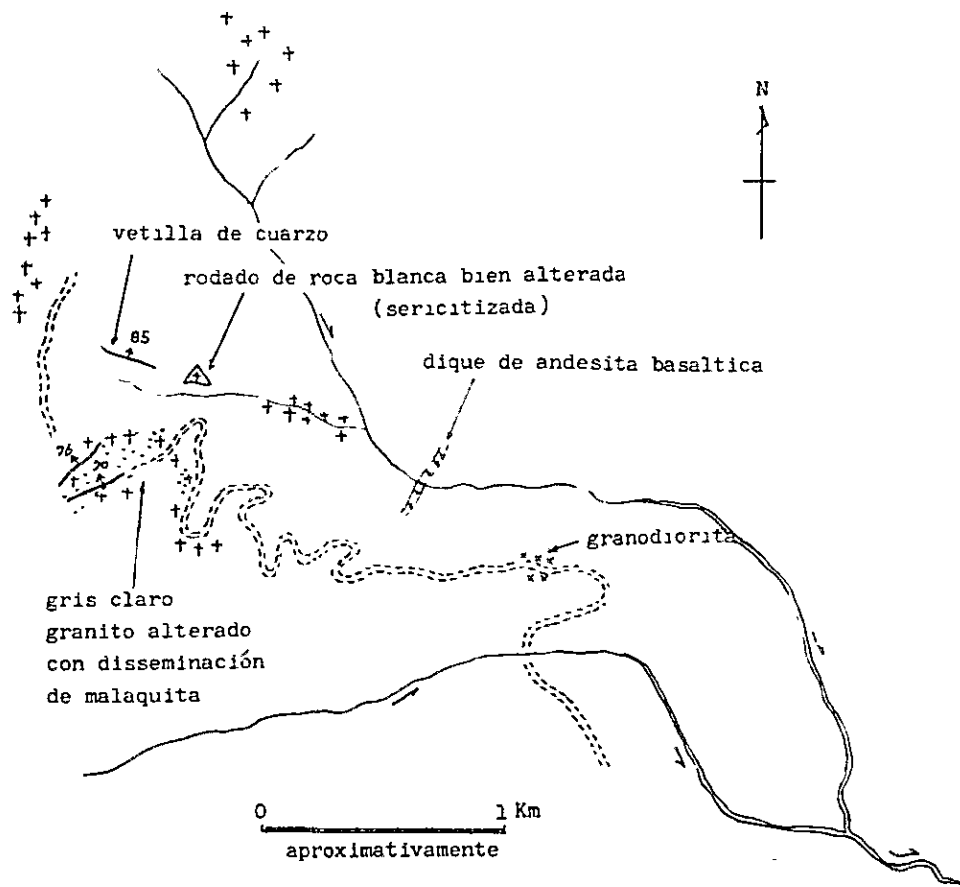 N
vetilla de cuarzo
rodado de roca blanca bien alterada
(sericitizada)
85
dique de andesita basaltica
76
70
granodiorita
gris claro
granito alterado
con disseminación
de malaquita
0 1 Km
aproximativamente